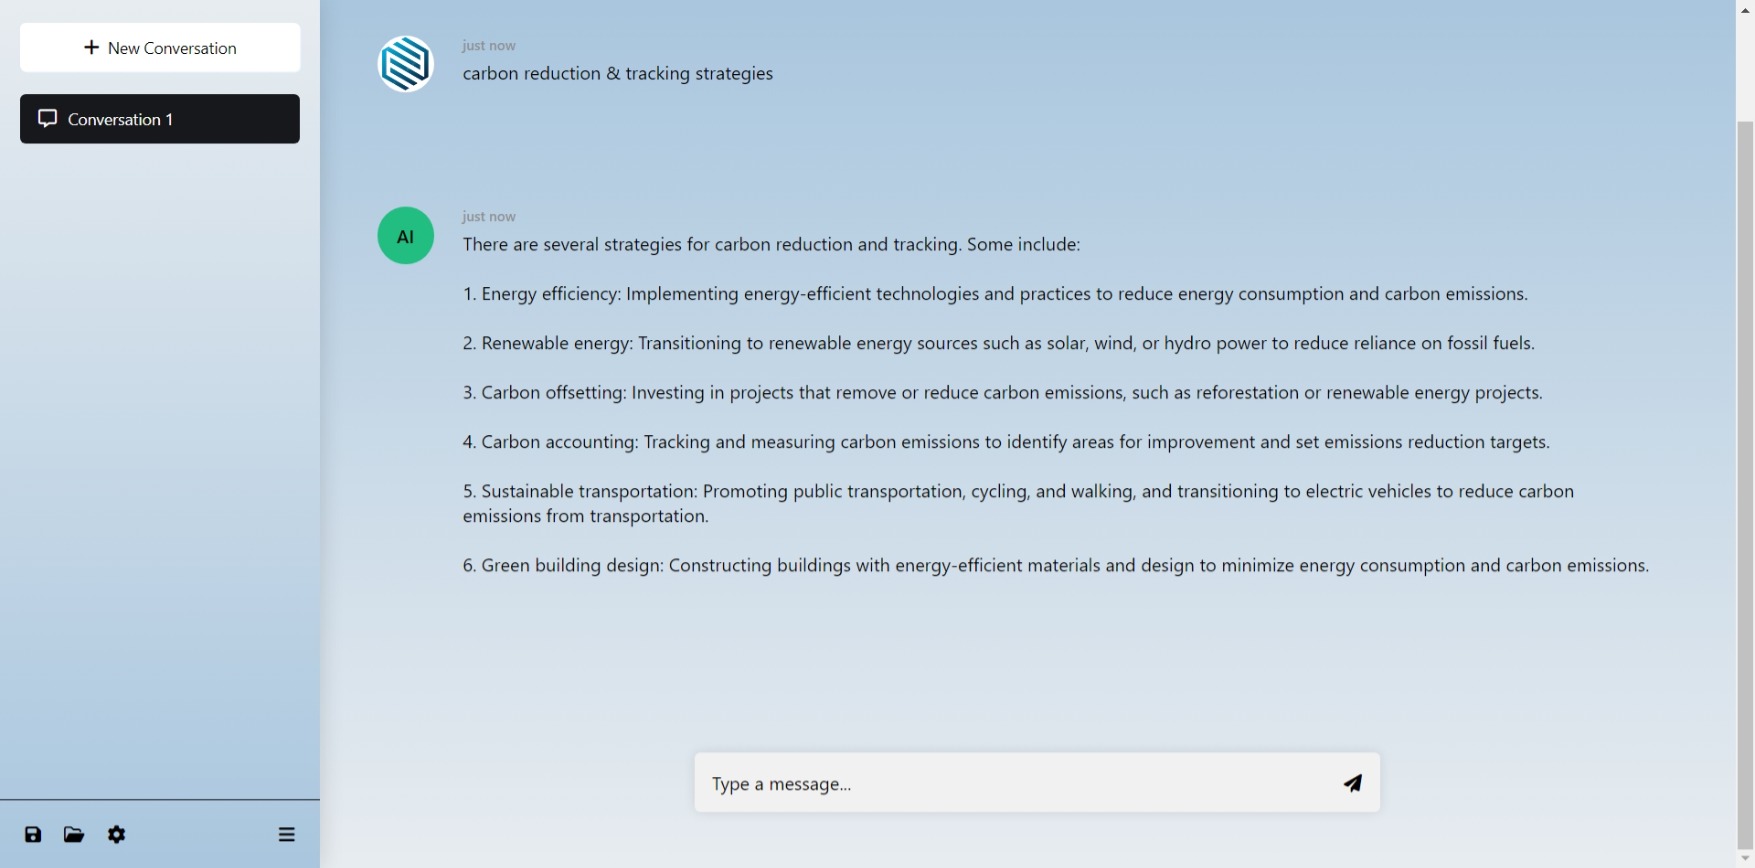 New Conversation
Conversation 1
just now
carbon reduction & tracking strategies
AI
just now
There are several strategies for carbon reduction and tracking. Some include:
1. Energy efficiency: Implementing energy-efficient technologies and practices to reduce energy consumption and carbon emissions.
2. Renewable energy: Transitioning to renewable energy sources such as solar, wind, or hydro power to reduce reliance on fossil fuels.
3. Carbon offsetting: Investing in projects that remove or reduce carbon emissions, such as reforestation or renewable energy projects.
4. Carbon accounting: Tracking and measuring carbon emissions to identify areas for improvement and set emissions reduction targets.
5. Sustainable transportation: Promoting public transportation, cycling, and walking, and transitioning to electric vehicles to reduce carbon
emissions from transportation.
6. Green building design: Constructing buildings with energy-efficient materials and design to minimize energy consumption and carbon emissions.
Type a message...